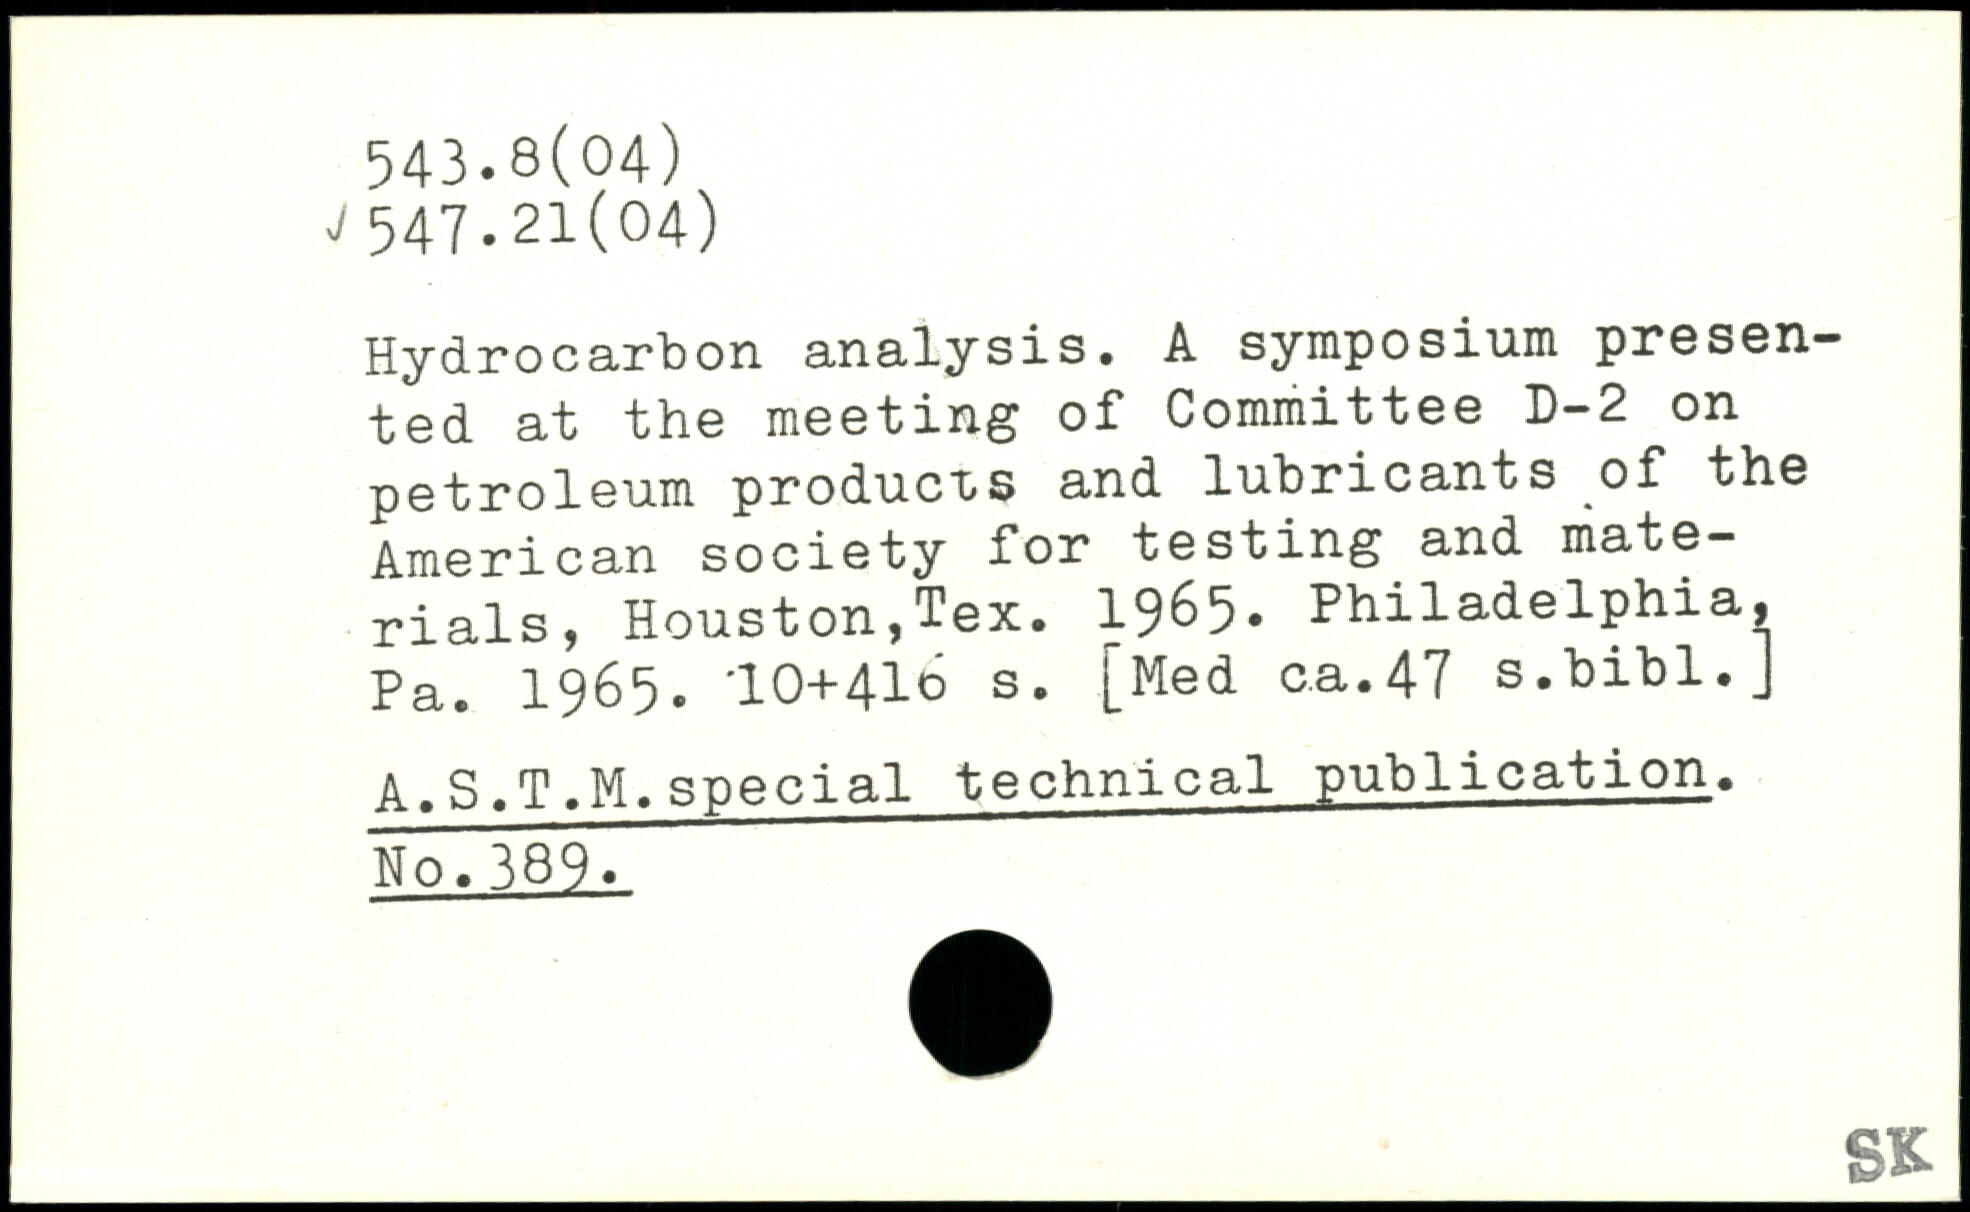 543.8(04)
✓ 547.21(04)
Hydrocarbon analysis. A symposium presen-
ted at the meeting of Committee D-2 on
petroleum products and lubricants of the
American society for testing and mate-
rials, Houston,Tex. 1965. Philadelphia,
Pa. 1965. 10+416 s. [Med ca.47 s.bibl.]
A.S.T.M.special technical publication.
No.389.
SK